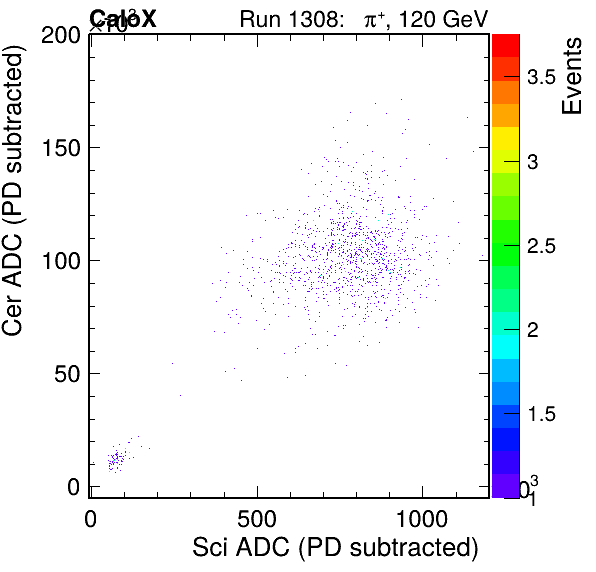 CaloX Run 1308: π⁺, 120 GeV
×10³
200
150
100
50
0
0 500 1000
Sci ADC (PD subtracted)
Cer ADC (PD subtracted)
Events
3.5
3
2.5
2
1.5
1